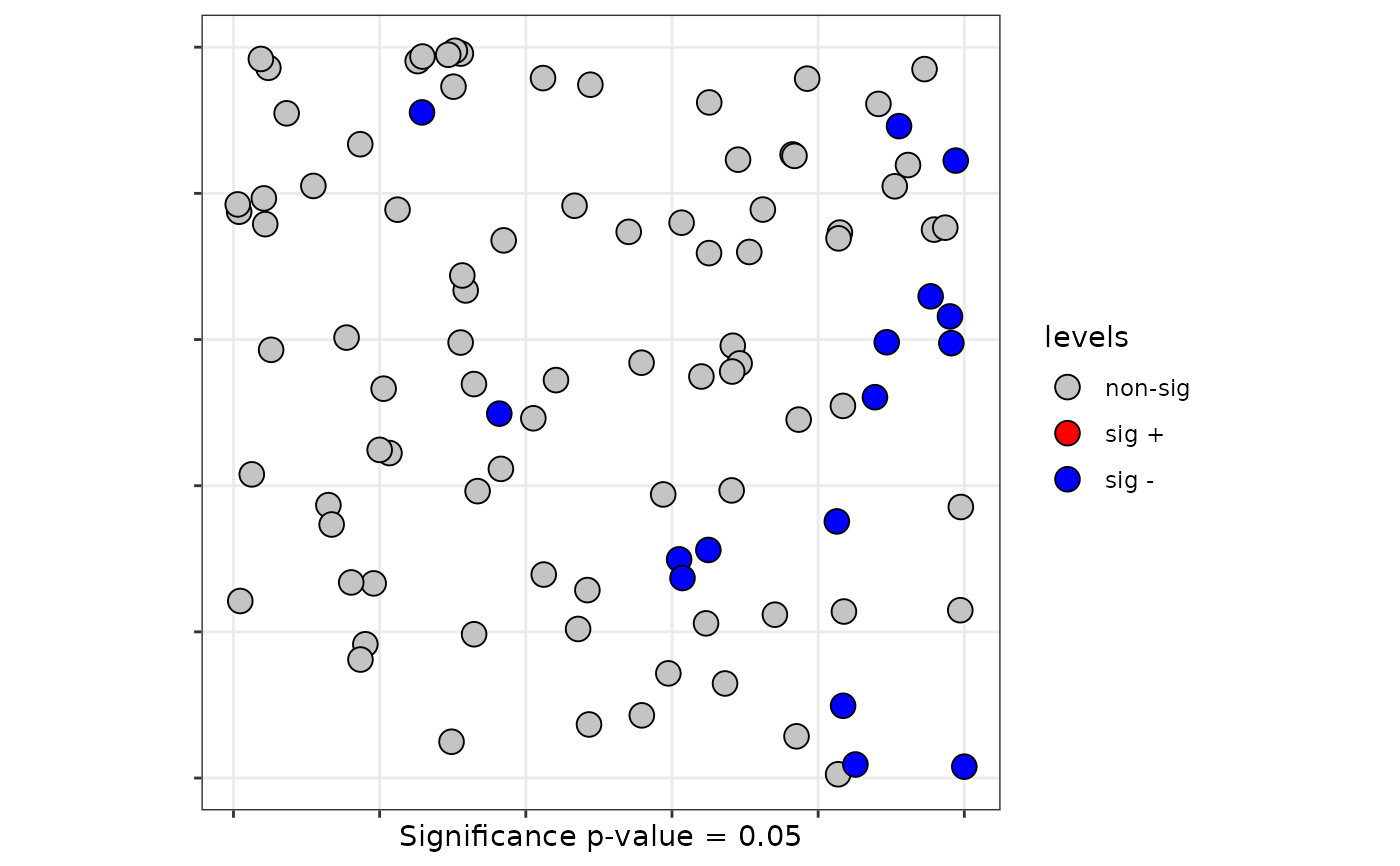 levels
non-sig
sig +
sig -
Significance p-value = 0.05